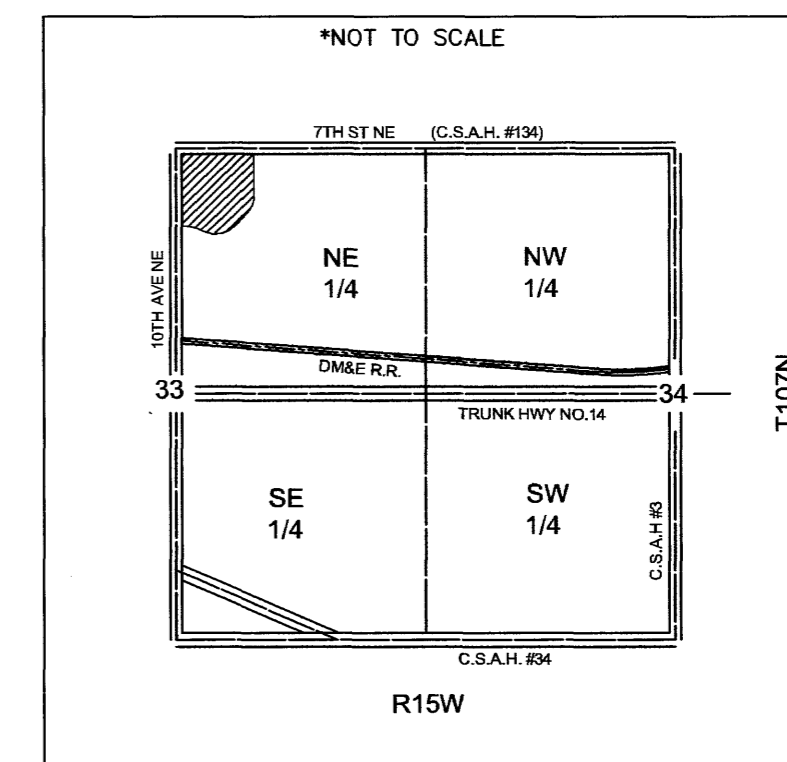 *NOT TO SCALE
7TH ST NE (C.S.A.H. #134)
10TH AVE NE
NE
1/4
NW
1/4
DM&E R.R.
33
34
T107N
TRUNK HWY NO.14
SE
1/4
SW
1/4
C.S.A.H #3
C.S.A.H. #34
R15W